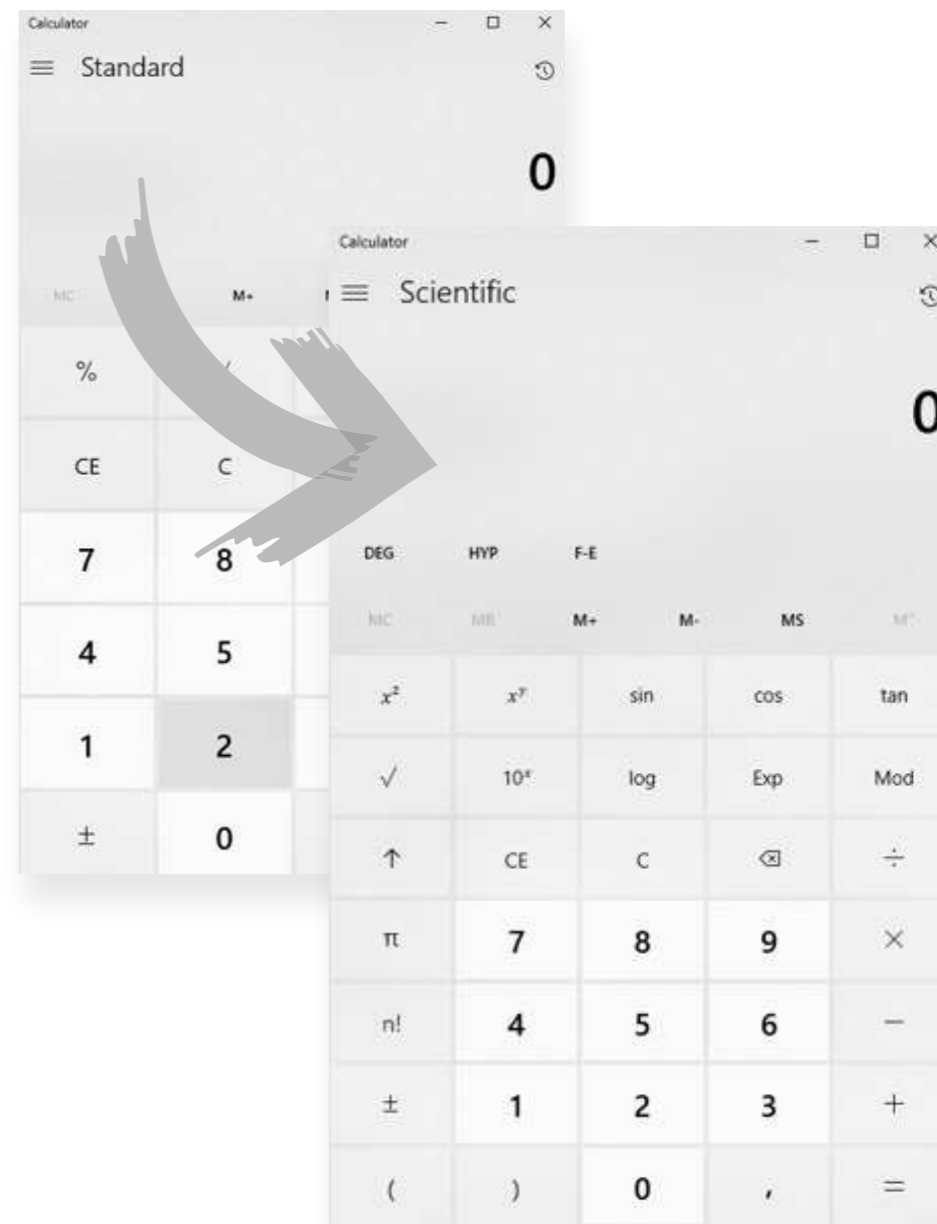 Calculator
Standard
0
MC M+
%
CE C
7 8
4 5
1 2
± 0
Calculator
Scientific
0
DEG HYP F-E
MC MR M+ M- MS M˅
x² xʸ sin cos tan
√ 10ˣ log Exp Mod
↑ CE C ⌫ ÷
π 7 8 9 ×
n! 4 5 6 −
± 1 2 3 +
( ) 0 , =